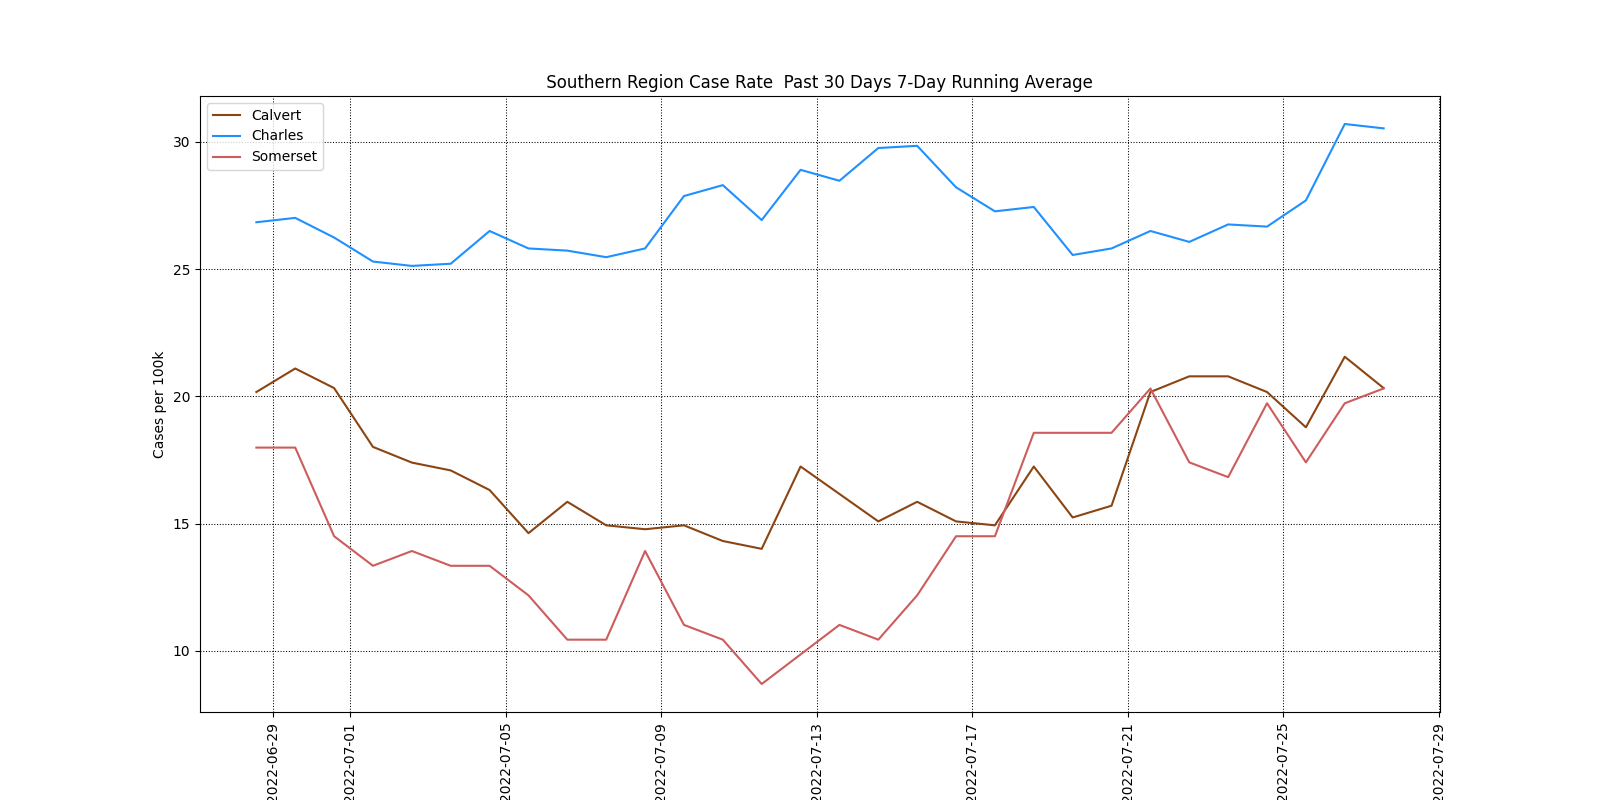 Southern Region Case Rate  Past 30 Days 7-Day Running Average
Calvert
Charles
Somerset
Cases per 100k
30
25
20
15
10
2022-06-29
2022-07-01
2022-07-05
2022-07-09
2022-07-13
2022-07-17
2022-07-21
2022-07-25
2022-07-29